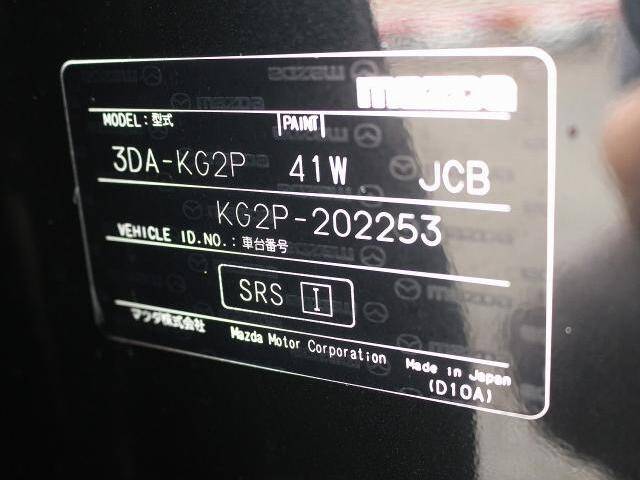 mazda
MODEL: 型式 PAINT
3DA-KG2P 41W JCB
KG2P-202253
VEHICLE ID.NO.: 車台番号
SRS I
マツダ株式会社 Mazda Motor Corporation Made in Japan
(D10A)